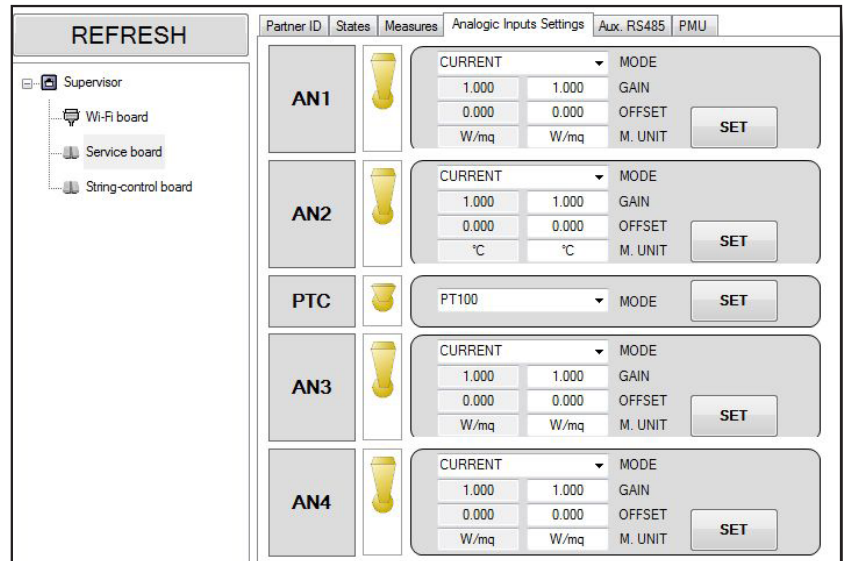 REFRESH
Supervisor
Wi-Fi board
Service board
String-control board
Partner ID States Measures Analogic Inputs Settings Aux. RS485 PMU
AN1
CURRENT MODE
1.000 1.000 GAIN
0.000 0.000 OFFSET
W/mq W/mq M. UNIT SET
AN2
CURRENT MODE
1.000 1.000 GAIN
0.000 0.000 OFFSET
°C °C M. UNIT SET
PTC PT100 MODE SET
AN3
CURRENT MODE
1.000 1.000 GAIN
0.000 0.000 OFFSET
W/mq W/mq M. UNIT SET
AN4
CURRENT MODE
1.000 1.000 GAIN
0.000 0.000 OFFSET
W/mq W/mq M. UNIT SET